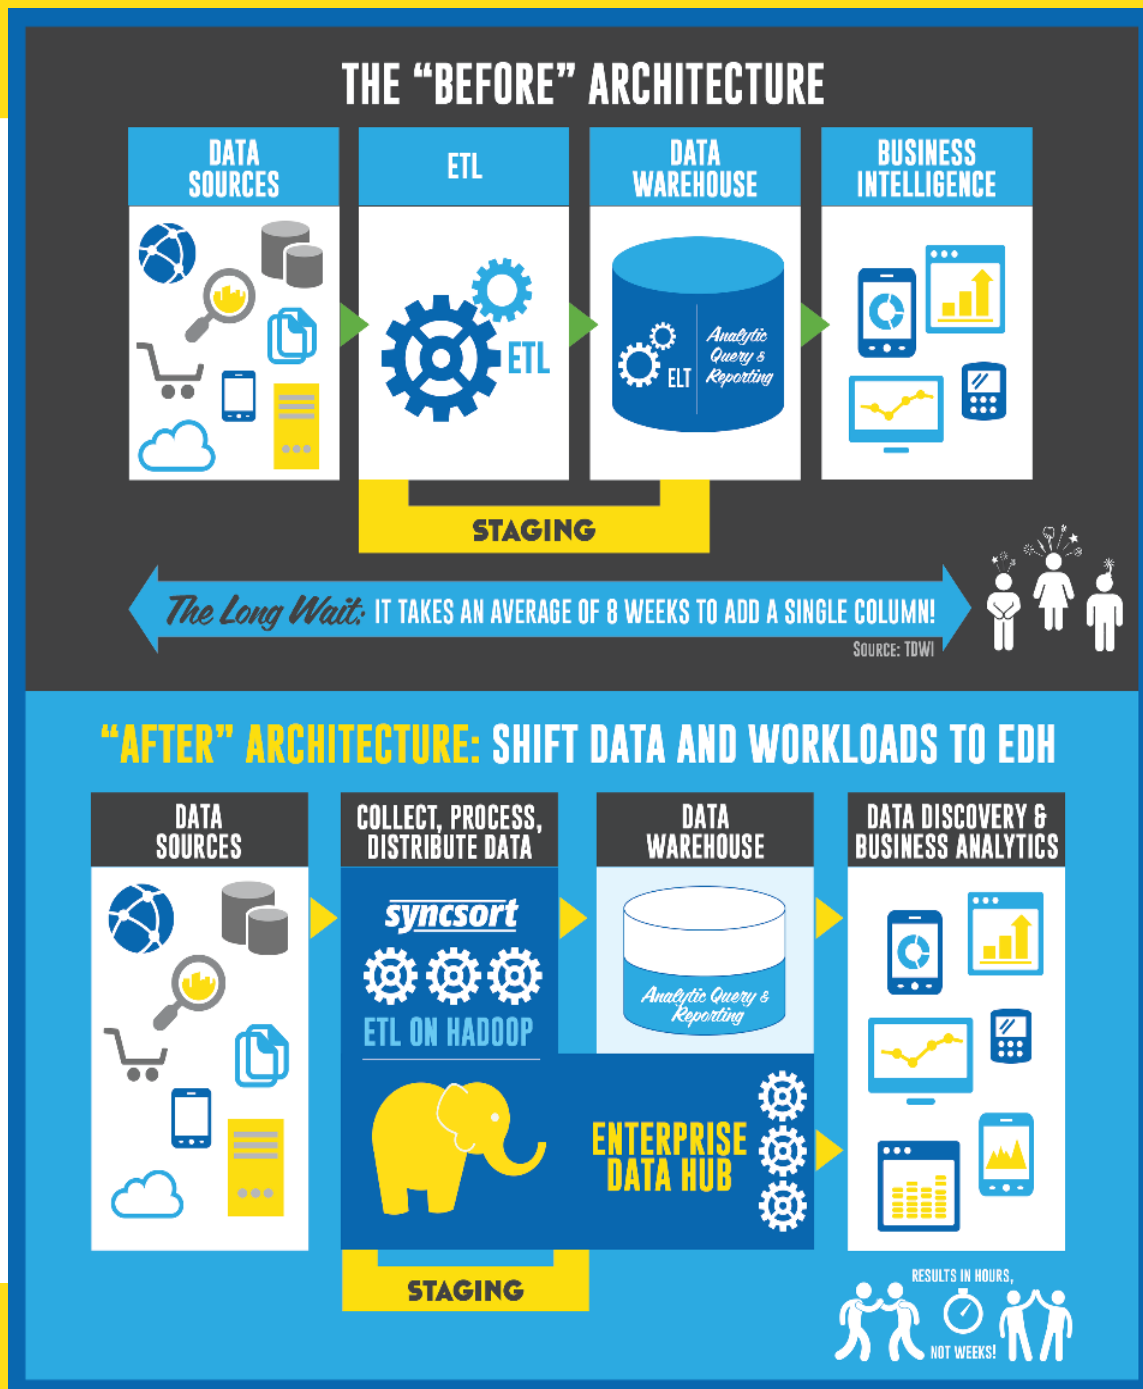 THE “BEFORE” ARCHITECTURE
DATA
SOURCES
ETL
DATA
WAREHOUSE
BUSINESS
INTELLIGENCE
ETL
ELT
Analytic
Query &
Reporting
STAGING
The Long Wait: IT TAKES AN AVERAGE OF 8 WEEKS TO ADD A SINGLE COLUMN!
SOURCE: TDWI
“AFTER” ARCHITECTURE: SHIFT DATA AND WORKLOADS TO EDH
DATA
SOURCES
COLLECT, PROCESS,
DISTRIBUTE DATA
DATA
WAREHOUSE
DATA DISCOVERY &
BUSINESS ANALYTICS
syncsort
ETL ON HADOOP
Analytic Query &
Reporting
ENTERPRISE
DATA HUB
STAGING
RESULTS IN HOURS,
NOT WEEKS!